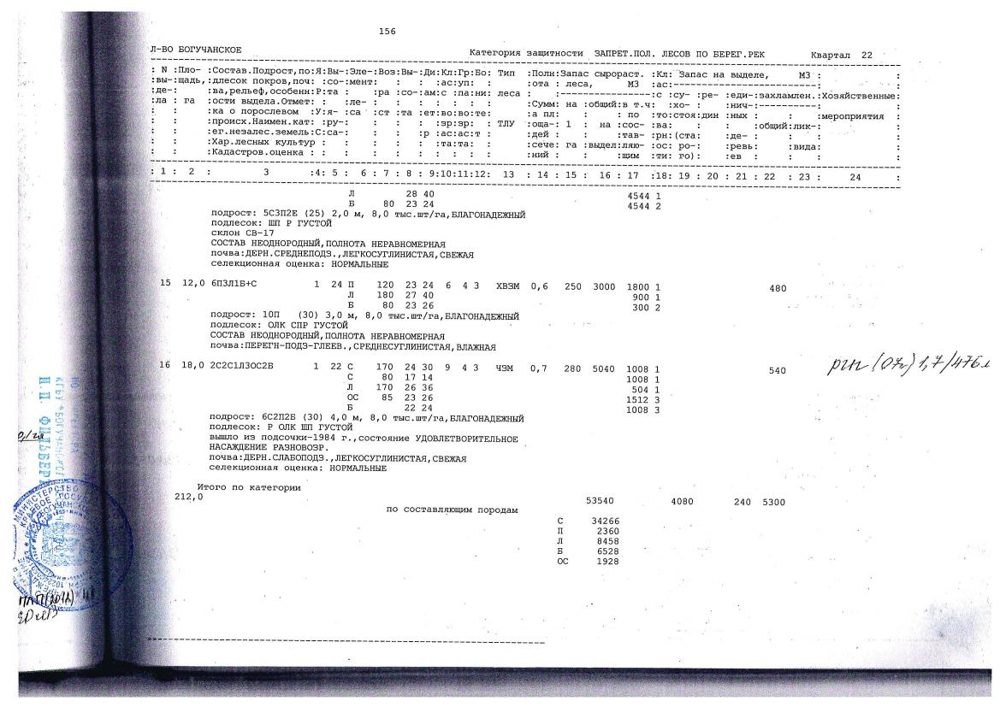 156
Л-ВО БОГУЧАНСКОЕ Категория защитности ЗАПРЕТ.ПОЛ. ЛЕСОВ ПО БЕРЕГ.РЕК Квартал 22
: N :Пло- :Состав.Подрост,по:Я:Вы-:Эле-:Воз:Вы-:Ди:Кл:Гр:Бо: Тип :Полн:Запас сырораст. :Кл: Запас на выделе, М3 : :
:вы-:щадь,:длесок покров,поч: :со-:мент: : : :ас:уп: : :ота : леса, М3 :ас:---------------------------: :
:де-: :ва,рельеф,особенн:Р:та : :ра :со-:ам:с :па:ни: леса : :------------------:с :су- : ре- :еди-:захламлен.:Хозяйственные:
:ла : га :ости выдела.Отмет: : :ле- : : : : : : : :Сумм: на :общий:в т.ч: :хо- : :нич-:----------: :
: : :ка о порослевом :У:я- :са :ст :та :ет:во:во:те: :а пл: : : по :то:стоя:дин :ных : : :мероприятия :
: : :происх.Наимен.кат: :ру-: : : : :зр:зр: : ТЛУ :оща-: 1 : на :сос- :ва: : : :общий:лик-: :
: : :ег.незалес.земель:С:са-: : : :р :ас:ас:т : :дей : : :тав- :рн:(ста: :де- : : : :
: : :Хар.лесных культур : : : : : : :та:та: : :сече: га :выдел:ляю- :ос: ро-: :ревь: :вида: :
: : :Кадастров.оценка : : : : : : : : : : :ний : : :щим :ти: го): :ев : : : :
: 1 : 2 : 3 :4: 5 : 6 : 7 : 8 : 9:10:11:12: 13 : 14 : 15 : 16 : 17 :18: 19 : 20 : 21 : 22 : 23 : 24 :
Л 28 40 4544 1
Б 80 23 24 4544 2
подрост: 5С3П2Е (25) 2,0 м, 8,0 тыс.шт/га,БЛАГОНАДЕЖНЫЙ
подлесок: ШП Р ГУСТОЙ
склон СВ-17
СОСТАВ НЕОДНОРОДНЫЙ,ПОЛНОТА НЕРАВНОМЕРНАЯ
почва:ДЕРН.СРЕДНЕПОДЗ.,ЛЕГКОСУГЛИНИСТАЯ,СВЕЖАЯ
селекционная оценка: НОРМАЛЬНЫЕ
15 12,0 6П3Л1Б+С 1 24 П 120 23 24 6 4 3 ХВЗМ 0,6 250 3000 1800 1 480
Л 180 27 40 900 1
Б 80 23 26 300 2
подрост: 10П (30) 3,0 м, 8,0 тыс.шт/га,БЛАГОНАДЕЖНЫЙ
подлесок: ОЛК СПР ГУСТОЙ
СОСТАВ НЕОДНОРОДНЫЙ,ПОЛНОТА НЕРАВНОМЕРНАЯ
почва:ПЕРЕГН-ПОДЗ-ГЛЕЕВ.,СРЕДНЕСУГЛИНИСТАЯ,ВЛАЖНАЯ
16 18,0 2С2С1Л3ОС2Б 1 22 С 170 24 30 9 4 3 ЧЗМ 0,7 280 5040 1008 1 540
С 80 17 14 1008 1
Л 170 26 36 504 1
ОС 85 23 26 1512 3
Б 22 24 1008 3
подрост: 6С2П2Б (30) 4,0 м, 8,0 тыс.шт/га,БЛАГОНАДЕЖНЫЙ
подлесок: Р ОЛК ШП ГУСТОЙ
вышло из подсочки-1984 г.,состояние УДОВЛЕТВОРИТЕЛЬНОЕ
НАСАЖДЕНИЕ РАЗНОВОЗР.
почва:ДЕРН.СЛАБОПОДЗ.,ЛЕГКОСУГЛИНИСТАЯ,СВЕЖАЯ
селекционная оценка: НОРМАЛЬНЫЕ
Итого по категории
212,0 53540 4080 240 5300
по составляющим породам
С 34266
П 2360
Л 8458
Б 6528
ОС 1928